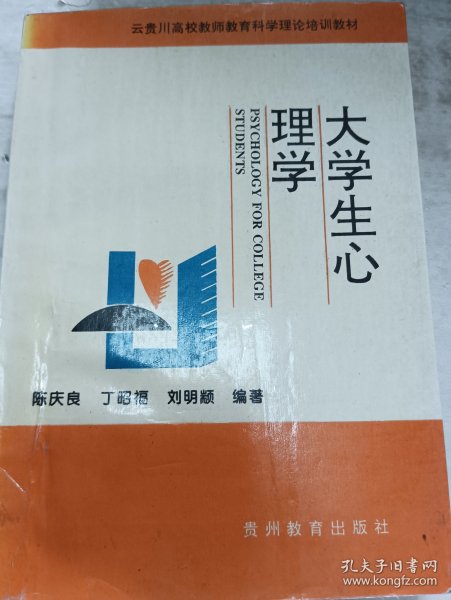 云贵川高校教师教育科学理论培训教材
大学生心
理学
PSYCHOLOGY FOR COLLEGE
STUDENTS
陈庆良 丁昭福 刘明颛 编著
贵州教育出版社
孔夫子旧书网
www.kongfz.com